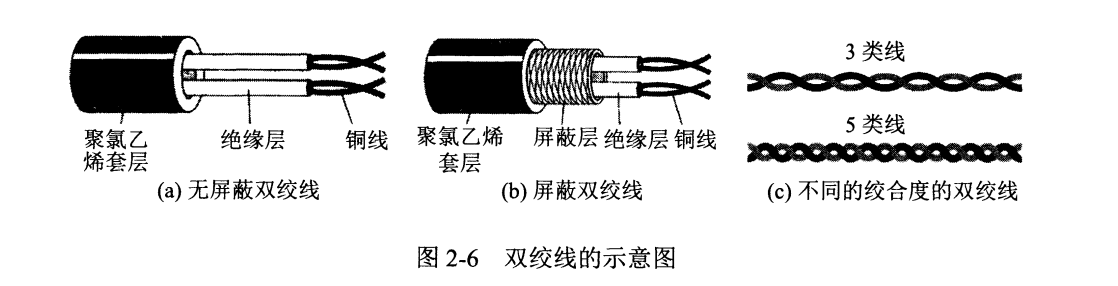 聚氯乙
烯套层
绝缘层
铜线
(a) 无屏蔽双绞线
聚氯乙烯
套层
屏蔽层
绝缘层
铜线
(b) 屏蔽双绞线
3 类线
5 类线
(c) 不同的绞合度的双绞线
图 2-6 双绞线的示意图